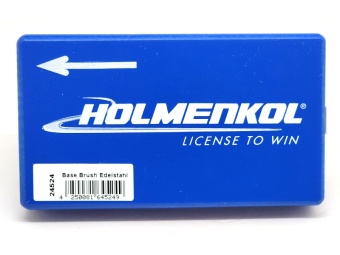 HOLMENKOL®
LICENSE TO WIN
Base Brush Edelstahl
24524
4 250081 645249